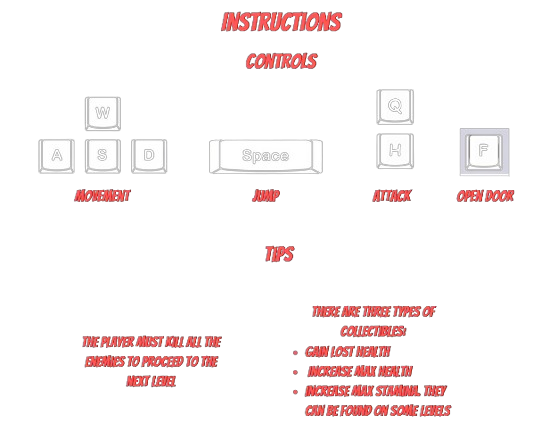 INSTRUCTIONS
CONTROLS
W
A S D
Space
Q
H
F
MOVEMENT
JUMP
ATTACK
OPEN DOOR
TIPS
THE PLAYER MUST KILL ALL THE
ENEMIES TO PROCEED TO THE
NEXT LEVEL
THERE ARE THREE TYPES OF
COLLECTIBLES:
• GAIN LOST HEALTH
• INCREASE MAX HEALTH
• INCREASE MAX STAMINA. THEY
CAN BE FOUND ON SOME LEVELS